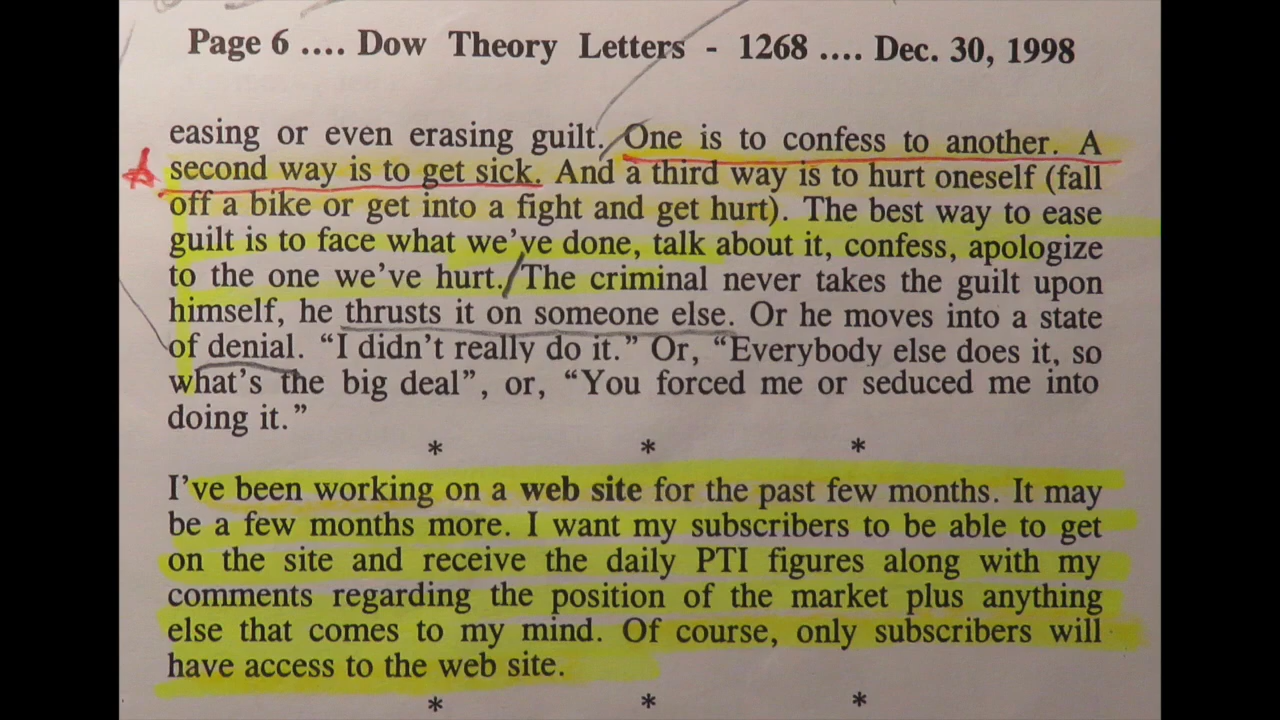 Page 6 .... Dow Theory Letters - 1268 .... Dec. 30, 1998
easing or even erasing guilt. One is to confess to another. A
second way is to get sick. And a third way is to hurt oneself (fall
off a bike or get into a fight and get hurt). The best way to ease
guilt is to face what we've done, talk about it, confess, apologize
to the one we've hurt. The criminal never takes the guilt upon
himself, he thrusts it on someone else. Or he moves into a state
of denial. “I didn't really do it.” Or, “Everybody else does it, so
what's the big deal”, or, “You forced me or seduced me into
doing it.”
* * *
I've been working on a web site for the past few months. It may
be a few months more. I want my subscribers to be able to get
on the site and receive the daily PTI figures along with my
comments regarding the position of the market plus anything
else that comes to my mind. Of course, only subscribers will
have access to the web site.
* * *